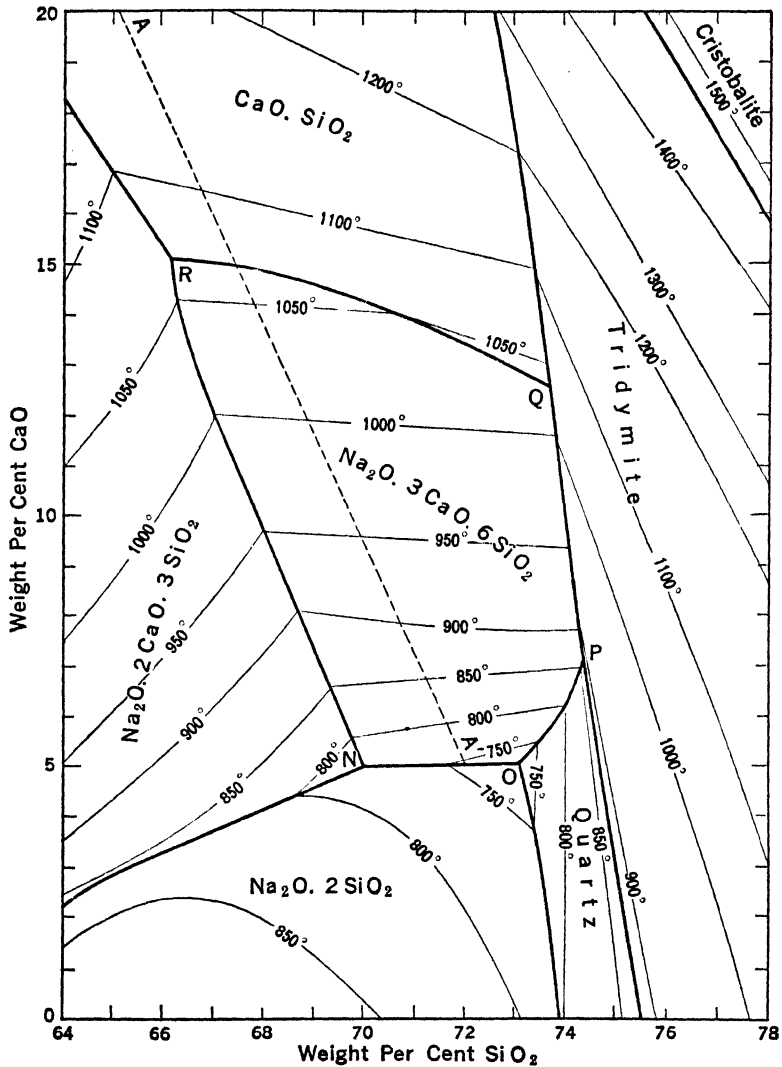 20
15
10
5
0
Weight Per Cent CaO
64
66
68
70
72
74
76
78
Weight Per Cent SiO₂
A
1200°
CaO. SiO₂
1100°
1100°
R
1050°
1050°
1050°
Q
1000°
Na₂O. 3CaO. 6SiO₂
1000°
950°
Na₂O. 2CaO. 3SiO₂
950°
900°
P
900°
850°
800°
A
750°
N
O
800°
850°
750°
750°
800°
Na₂O. 2SiO₂
850°
800°
850°
Quartz
900°
Cristobalite
1500°
1400°
1300°
1200°
Tridymite
1100°
1000°